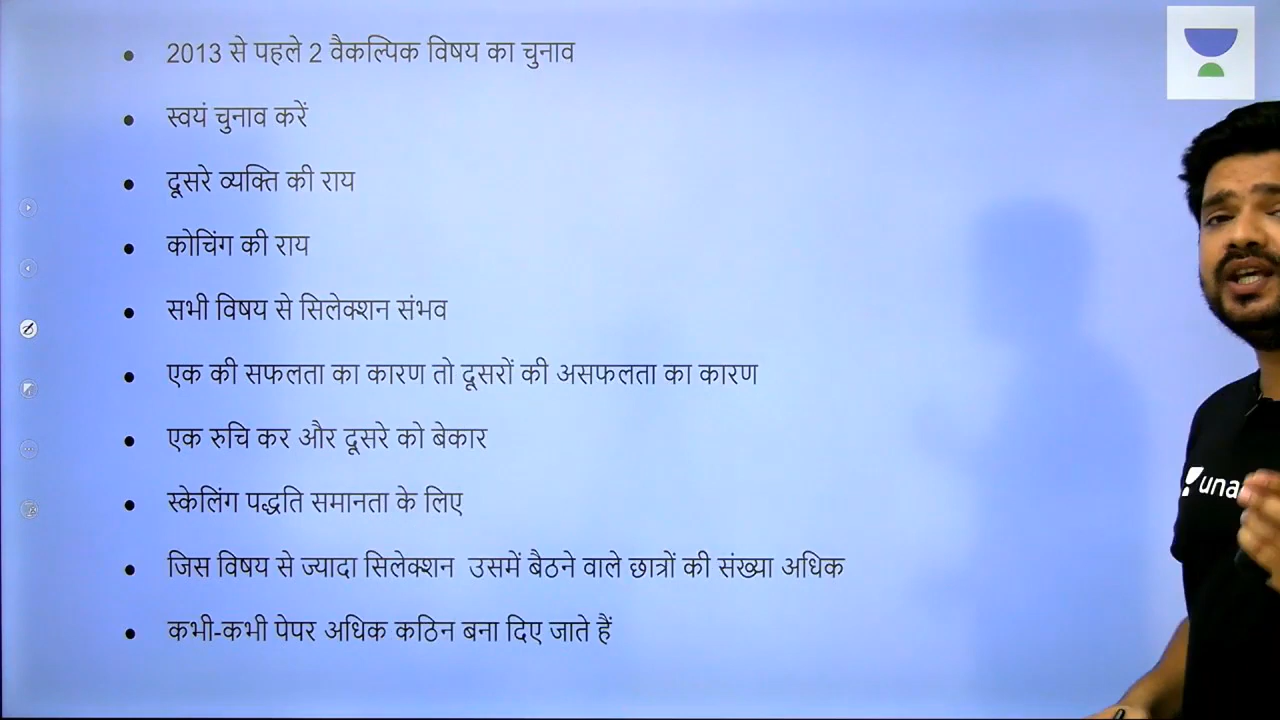 2013 से पहले 2 वैकल्पिक विषय का चुनाव
स्वयं चुनाव करें
दूसरे व्यक्ति की राय
कोचिंग की राय
सभी विषय से सिलेक्शन संभव
एक की सफलता का कारण तो दूसरों की असफलता का कारण
एक रुचि कर और दूसरे को बेकार
स्केलिंग पद्धति समानता के लिए
una
जिस विषय से ज्यादा सिलेक्शन उसमें बैठने वाले छात्रों की संख्या अधिक
कभी-कभी पेपर अधिक कठिन बना दिए जाते हैं